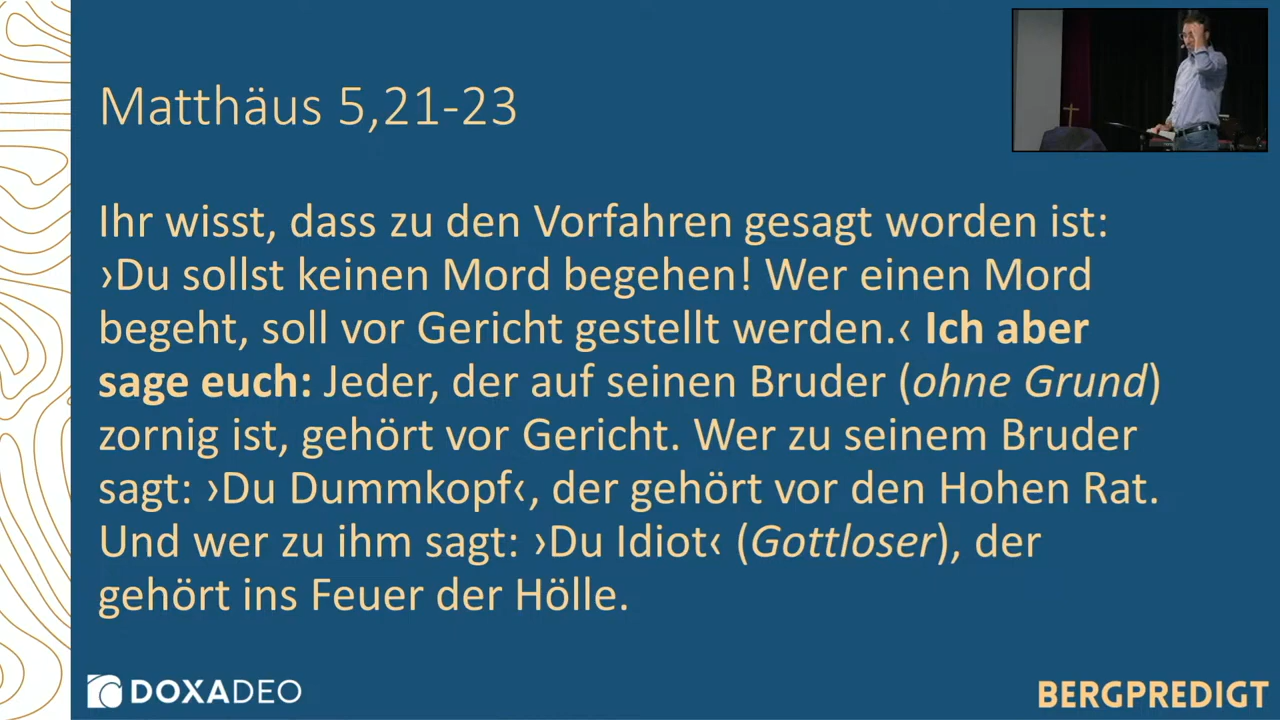 Matthäus 5,21-23
Ihr wisst, dass zu den Vorfahren gesagt worden ist:
›Du sollst keinen Mord begehen! Wer einen Mord
begeht, soll vor Gericht gestellt werden.‹ Ich aber
sage euch: Jeder, der auf seinen Bruder (ohne Grund)
zornig ist, gehört vor Gericht. Wer zu seinem Bruder
sagt: ›Du Dummkopf‹, der gehört vor den Hohen Rat.
Und wer zu ihm sagt: ›Du Idiot‹ (Gottloser), der
gehört ins Feuer der Hölle.
DOXADEO
BERGPREDIGT